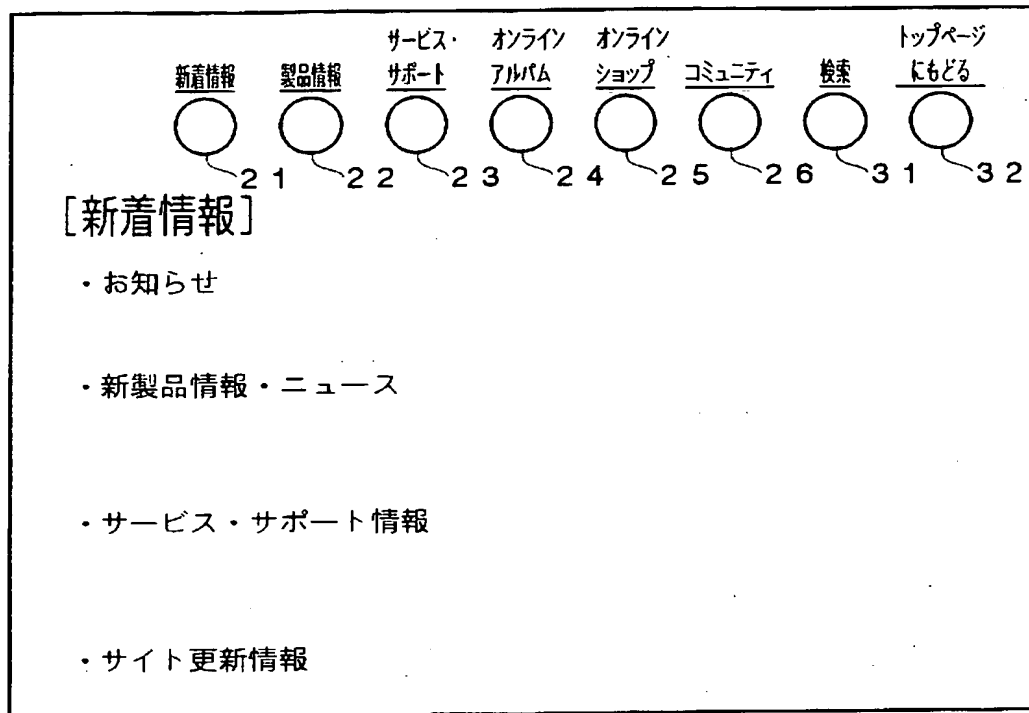 サービス・ オンライン オンライン トップページ
新着情報 製品情報 サポート アルバム ショップ コミュニティ 検索 にもどる
21 22 23 24 25 26 31 32
[新着情報]
・お知らせ
・新製品情報・ニュース
・サービス・サポート情報
・サイト更新情報